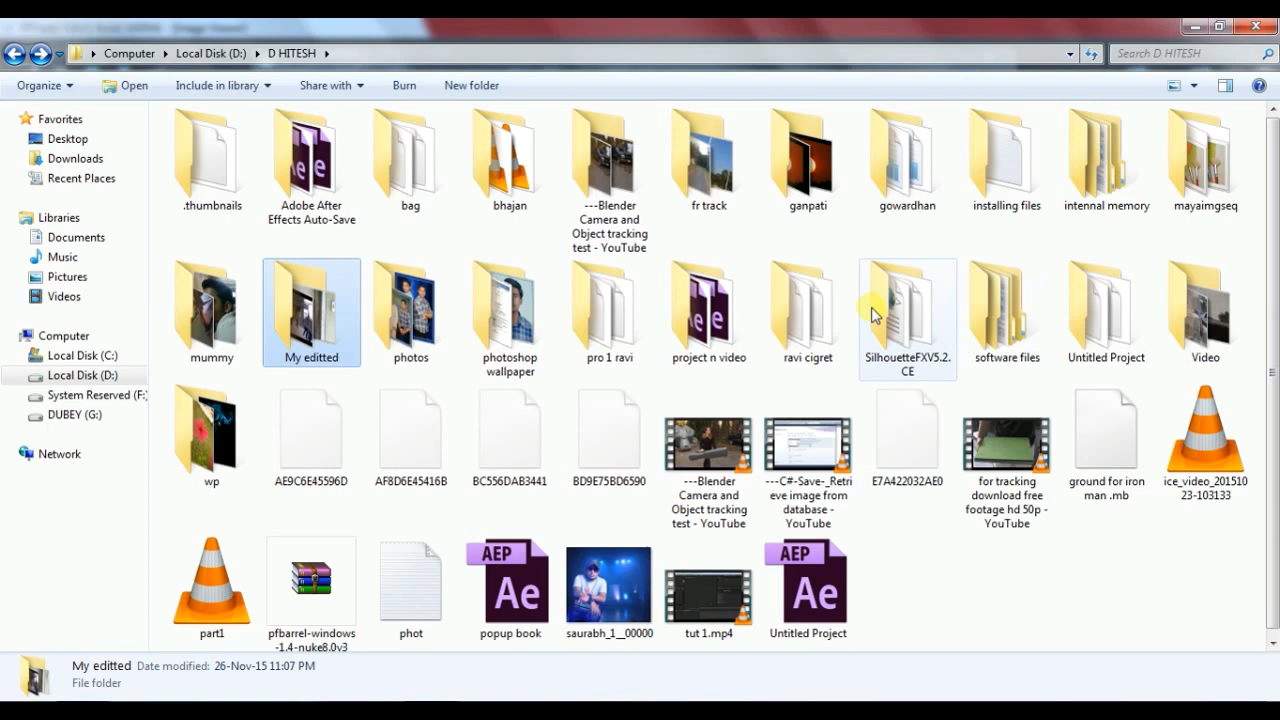 Computer
Local Disk (D:)
D HITESH
Search D HITESH
Organize
Open
Include in library
Share with
Burn
New folder
Favorites
Desktop
Downloads
Recent Places
Libraries
Documents
Music
Pictures
Videos
Computer
Local Disk (C:)
Local Disk (D:)
System Reserved (F:
DUBEY (G:)
Network
.thumbnails
Adobe After
Effects Auto-Save
bag
bhajan
---Blender
Camera and
Object tracking
test - YouTube
fr track
ganpati
gowardhan
installing files
intennal memory
mayaimgseq
mummy
My editted
photos
photoshop
wallpaper
pro 1 ravi
project n video
ravi cigret
SilhouetteFXV5.2.
CE
software files
Untitled Project
Video
wp
AE9C6E45596D
AF8D6E45416B
BC556DAB3441
BD9E75BD6590
---Blender
Camera and
Object tracking
test - YouTube
---C#-Save-_Retri
eve image from
database -
YouTube
E7A422032AE0
for tracking
download free
footage hd 50p -
YouTube
ground for iron
man .mb
ice_video_201510
23-103133
part1
pfbarrel-windows
-1.4-nuke8.0v3
phot
AEP
Ae
popup book
saurabh_1__00000
tut 1.mp4
AEP
Ae
Untitled Project
My editted
Date modified: 26-Nov-15 11:07 PM
File folder